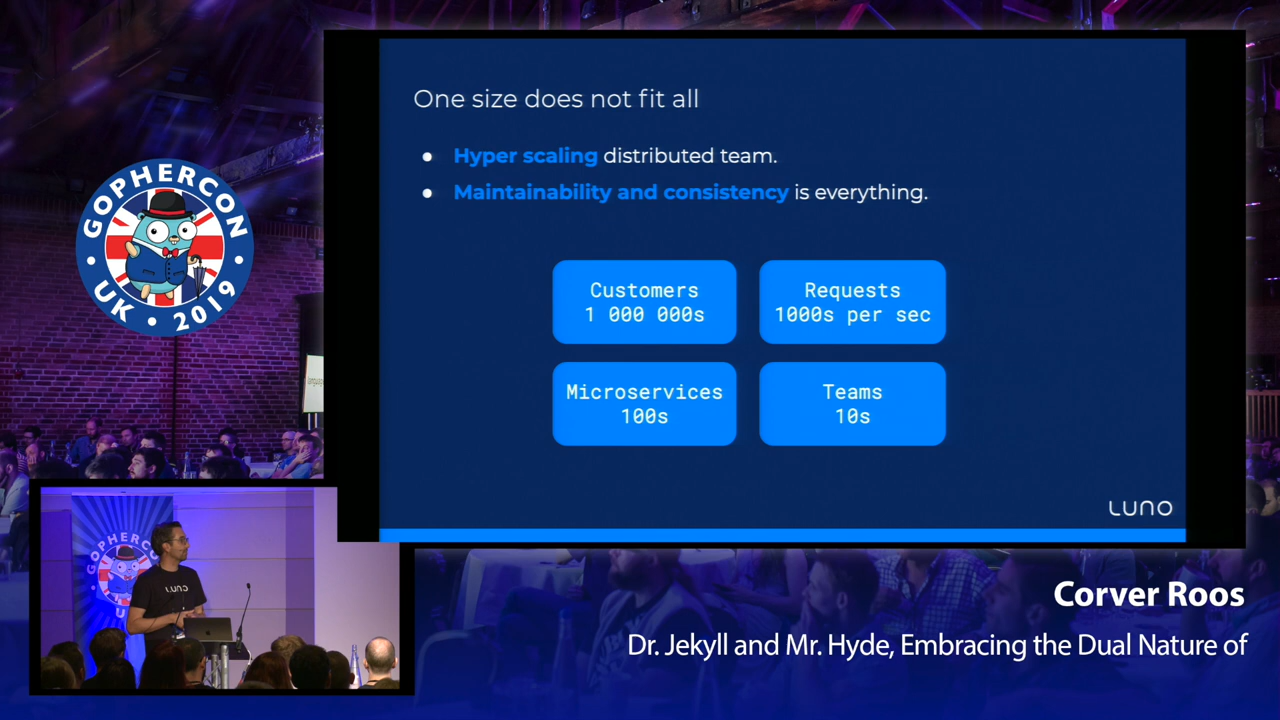 One size does not fit all
Hyper scaling distributed team.
Maintainability and consistency is everything.
Customers
1 000 000s
Requests
1000s per sec
Microservices
100s
Teams
10s
LUNO
GOPHERCON
UK • 2019
GOPHERCON
U
LUNO
Corver Roos
Dr. Jekyll and Mr. Hyde, Embracing the Dual Nature of